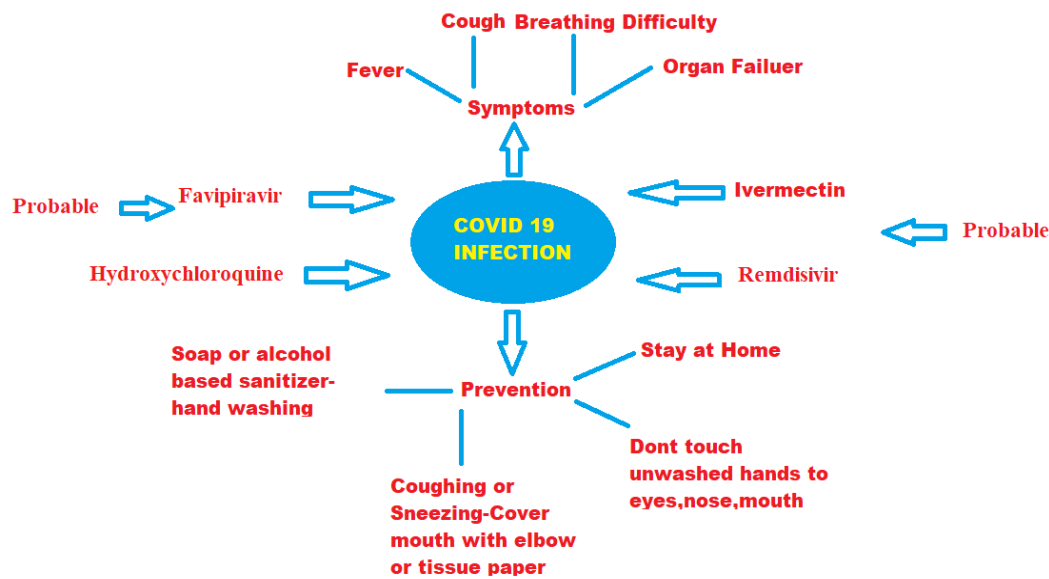 Cough Breathing Difficulty
Fever
Organ Failuer
Symptoms
Probable
Favipiravir
Ivermectin
COVID 19
INFECTION
Probable
Hydroxychloroquine
Remdisivir
Soap or alcohol
based sanitizer-
hand washing
Prevention
Stay at Home
Dont touch
unwashed hands to
eyes,nose,mouth
Coughing or
Sneezing-Cover
mouth with elbow
or tissue paper